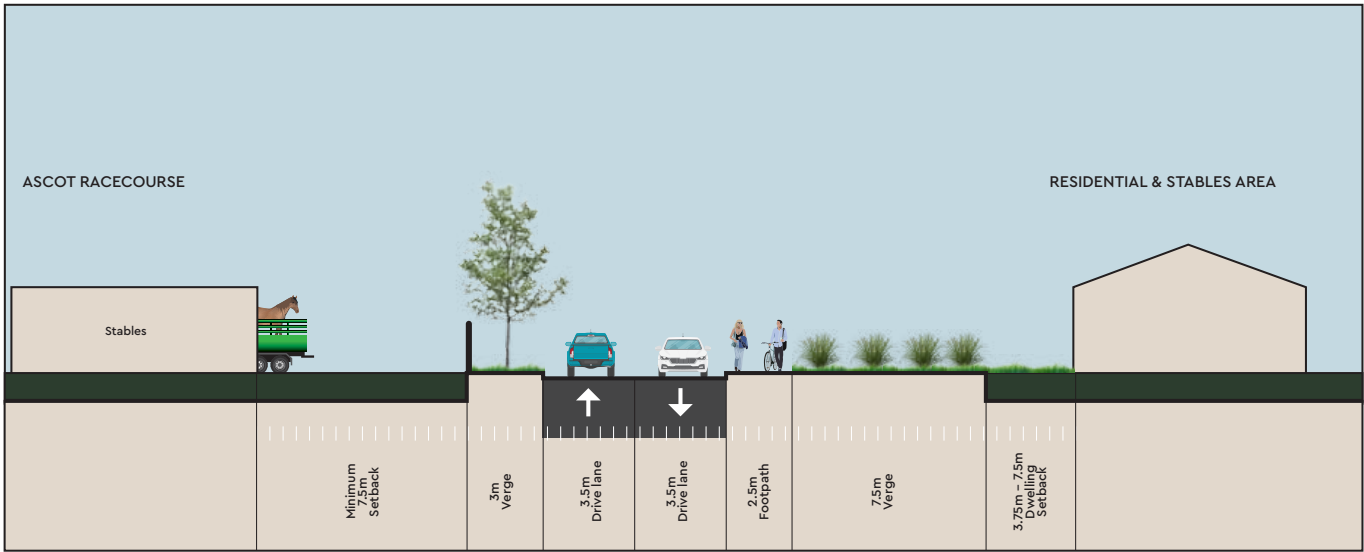 ASCOT RACECOURSE
RESIDENTIAL & STABLES AREA
Stables
Minimum
7.5m
Setback
3m
Verge
3.5m
Drive lane
3.5m
Drive lane
2.5m
Footpath
7.5m
Verge
3.75m – 7.5m
Dwelling
Setback